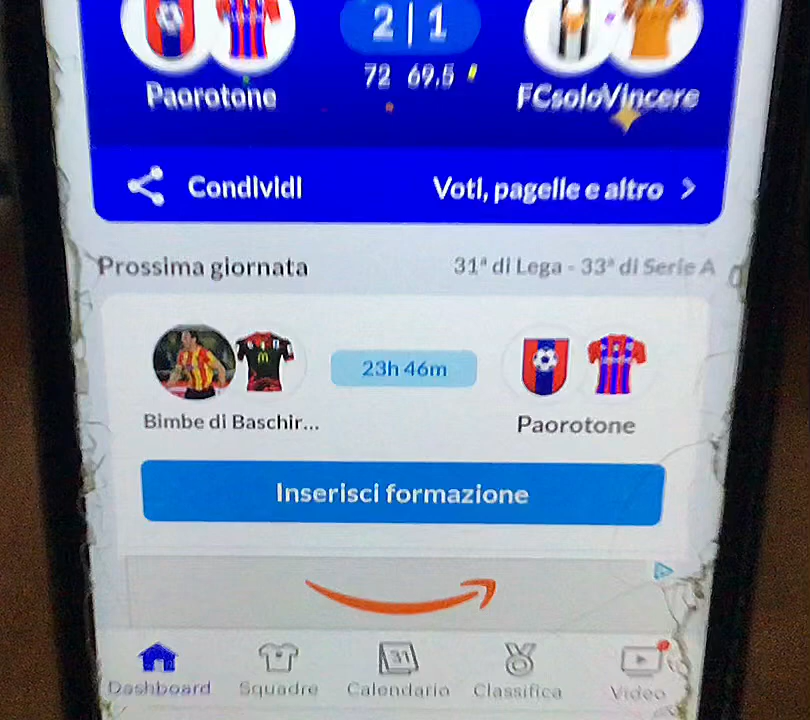 2 | 1
72 69,5
Paorotone FCsoloVincere
Condividi Voti, pagelle e altro
Prossima giornata 31ª di Lega - 33ª di Serie A
23h 46m
Bimbe di Baschir... Paorotone
Inserisci formazione
31
Dashboard Squadre Calendario Classifica Video